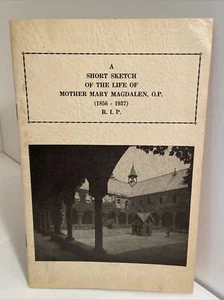 A
SHORT SKETCH
OF THE LIFE OF
MOTHER MARY MAGDALEN, O.P.
(1856 - 1937)
R. I. P.